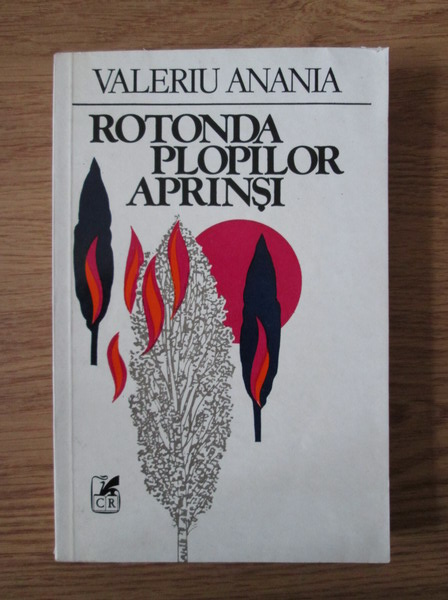 VALERIU ANANIA
ROTONDA
PLOPILOR
APRINȘI
CR